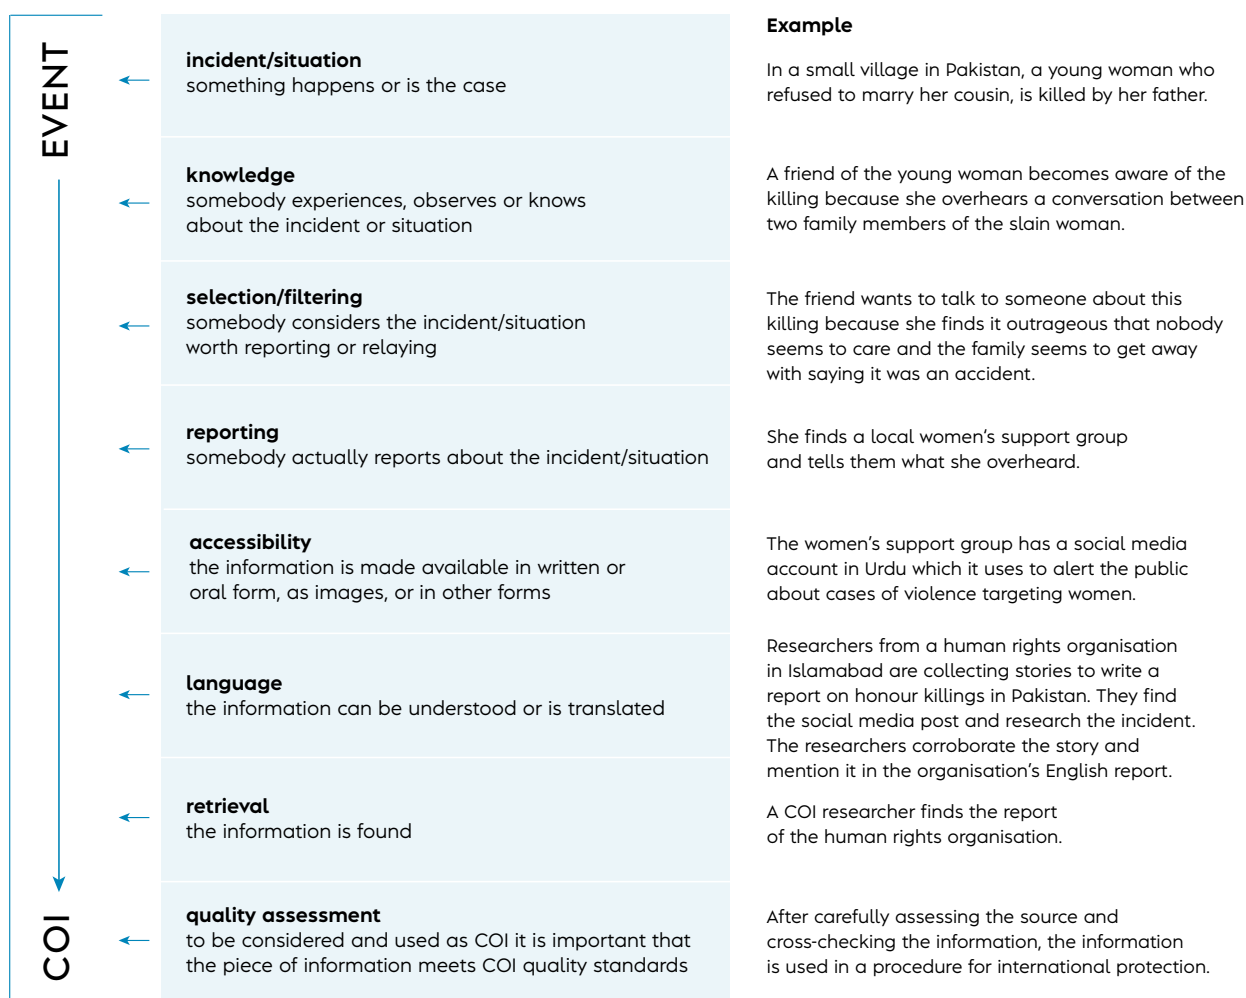 EVENT
Example
incident/situation
something happens or is the case
In a small village in Pakistan, a young woman who
refused to marry her cousin, is killed by her father.
knowledge
somebody experiences, observes or knows
about the incident or situation
A friend of the young woman becomes aware of the
killing because she overhears a conversation between
two family members of the slain woman.
selection/filtering
somebody considers the incident/situation
worth reporting or relaying
The friend wants to talk to someone about this
killing because she finds it outrageous that nobody
seems to care and the family seems to get away
with saying it was an accident.
reporting
somebody actually reports about the incident/situation
She finds a local women’s support group
and tells them what she overheard.
accessibility
the information is made available in written or
oral form, as images, or in other forms
The women’s support group has a social media
account in Urdu which it uses to alert the public
about cases of violence targeting women.
language
the information can be understood or is translated
Researchers from a human rights organisation
in Islamabad are collecting stories to write a
report on honour killings in Pakistan. They find
the social media post and research the incident.
The researchers corroborate the story and
mention it in the organisation’s English report.
retrieval
the information is found
A COI researcher finds the report
of the human rights organisation.
COI
quality assessment
to be considered and used as COI it is important that
the piece of information meets COI quality standards
After carefully assessing the source and
cross-checking the information, the information
is used in a procedure for international protection.